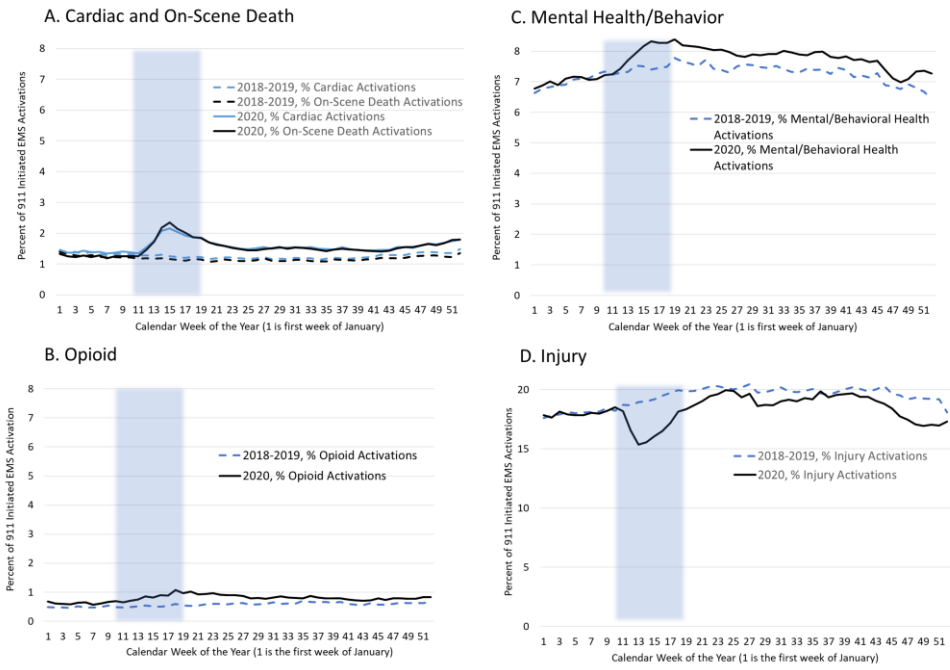 A. Cardiac and On-Scene Death
Percent of 911 Initiated EMS Activations
8
7
6
5
4
3
2
1
0
2018-2019, % Cardiac Activations
2018-2019, % On-Scene Death Activations
2020, % Cardiac Activations
2020, % On-Scene Death Activations
1 3 5 7 9 11 13 15 17 19 21 23 25 27 29 31 33 35 37 39 41 43 45 47 49 51
Calendar Week of the Year (1 is first week of January)
B. Opioid
Percent of 911 Initiated EMS Activation
8
7
6
5
4
3
2
1
0
2018-2019, % Opioid Activations
2020, % Opioid Activations
1 3 5 7 9 11 13 15 17 19 21 23 25 27 29 31 33 35 37 39 41 43 45 47 49 51
Calendar Week of the Year (1 is the first week of January)
C. Mental Health/Behavior
Percent of 911 Initiated EMS Activations
8
7
6
5
4
3
2
1
0
2018-2019, % Mental/Behavioral Health
Activations
2020, % Mental/Behavioral Health
Activations
1 3 5 7 9 11 13 15 17 19 21 23 25 27 29 31 33 35 37 39 41 43 45 47 49 51
Calendar Week of the Year (1 is first week of January)
D. Injury
Percent of 911 Initiated EMS Activations
20
15
10
5
0
2018-2019, % Injury Activations
2020, % Injury Activations
1 3 5 7 9 11 13 15 17 19 21 23 25 27 29 31 33 35 37 39 41 43 45 47 49 51
Calendar Week of the Year (1 is the first week of January)